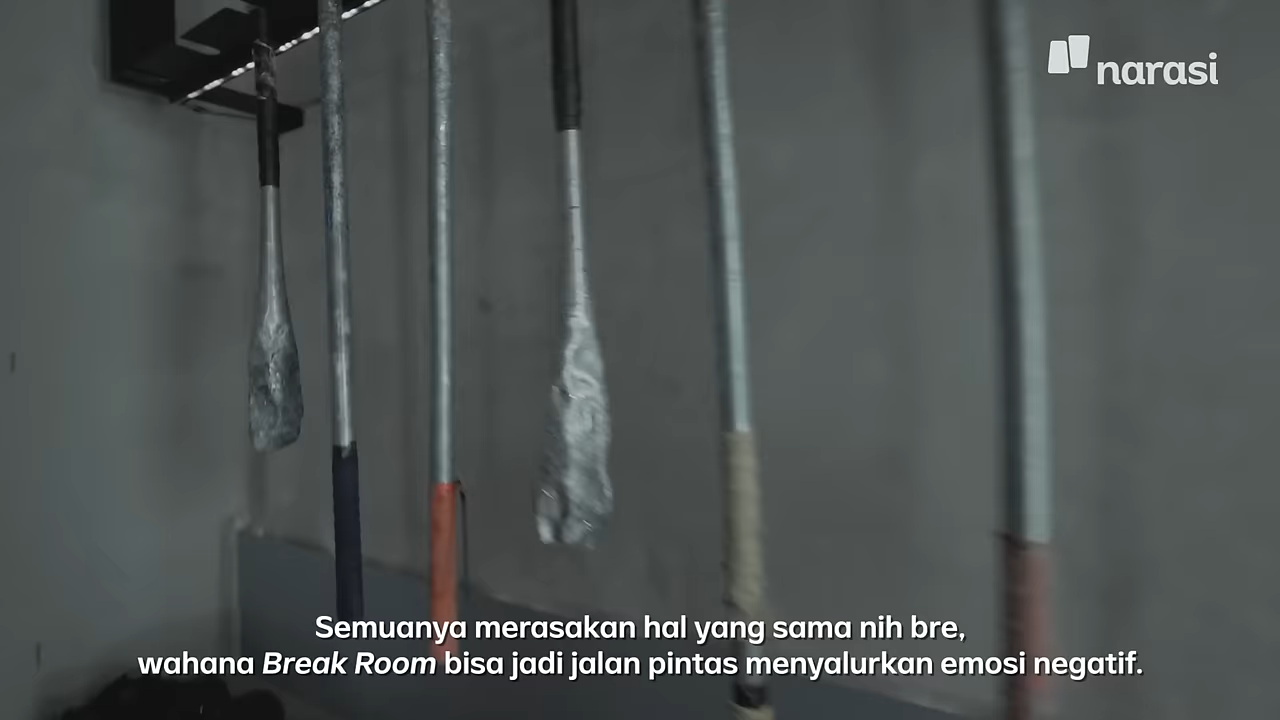 narasi
Semuanya merasakan hal yang sama nih bre,
wahana Break Room bisa jadi jalan pintas menyalurkan emosi negatif.